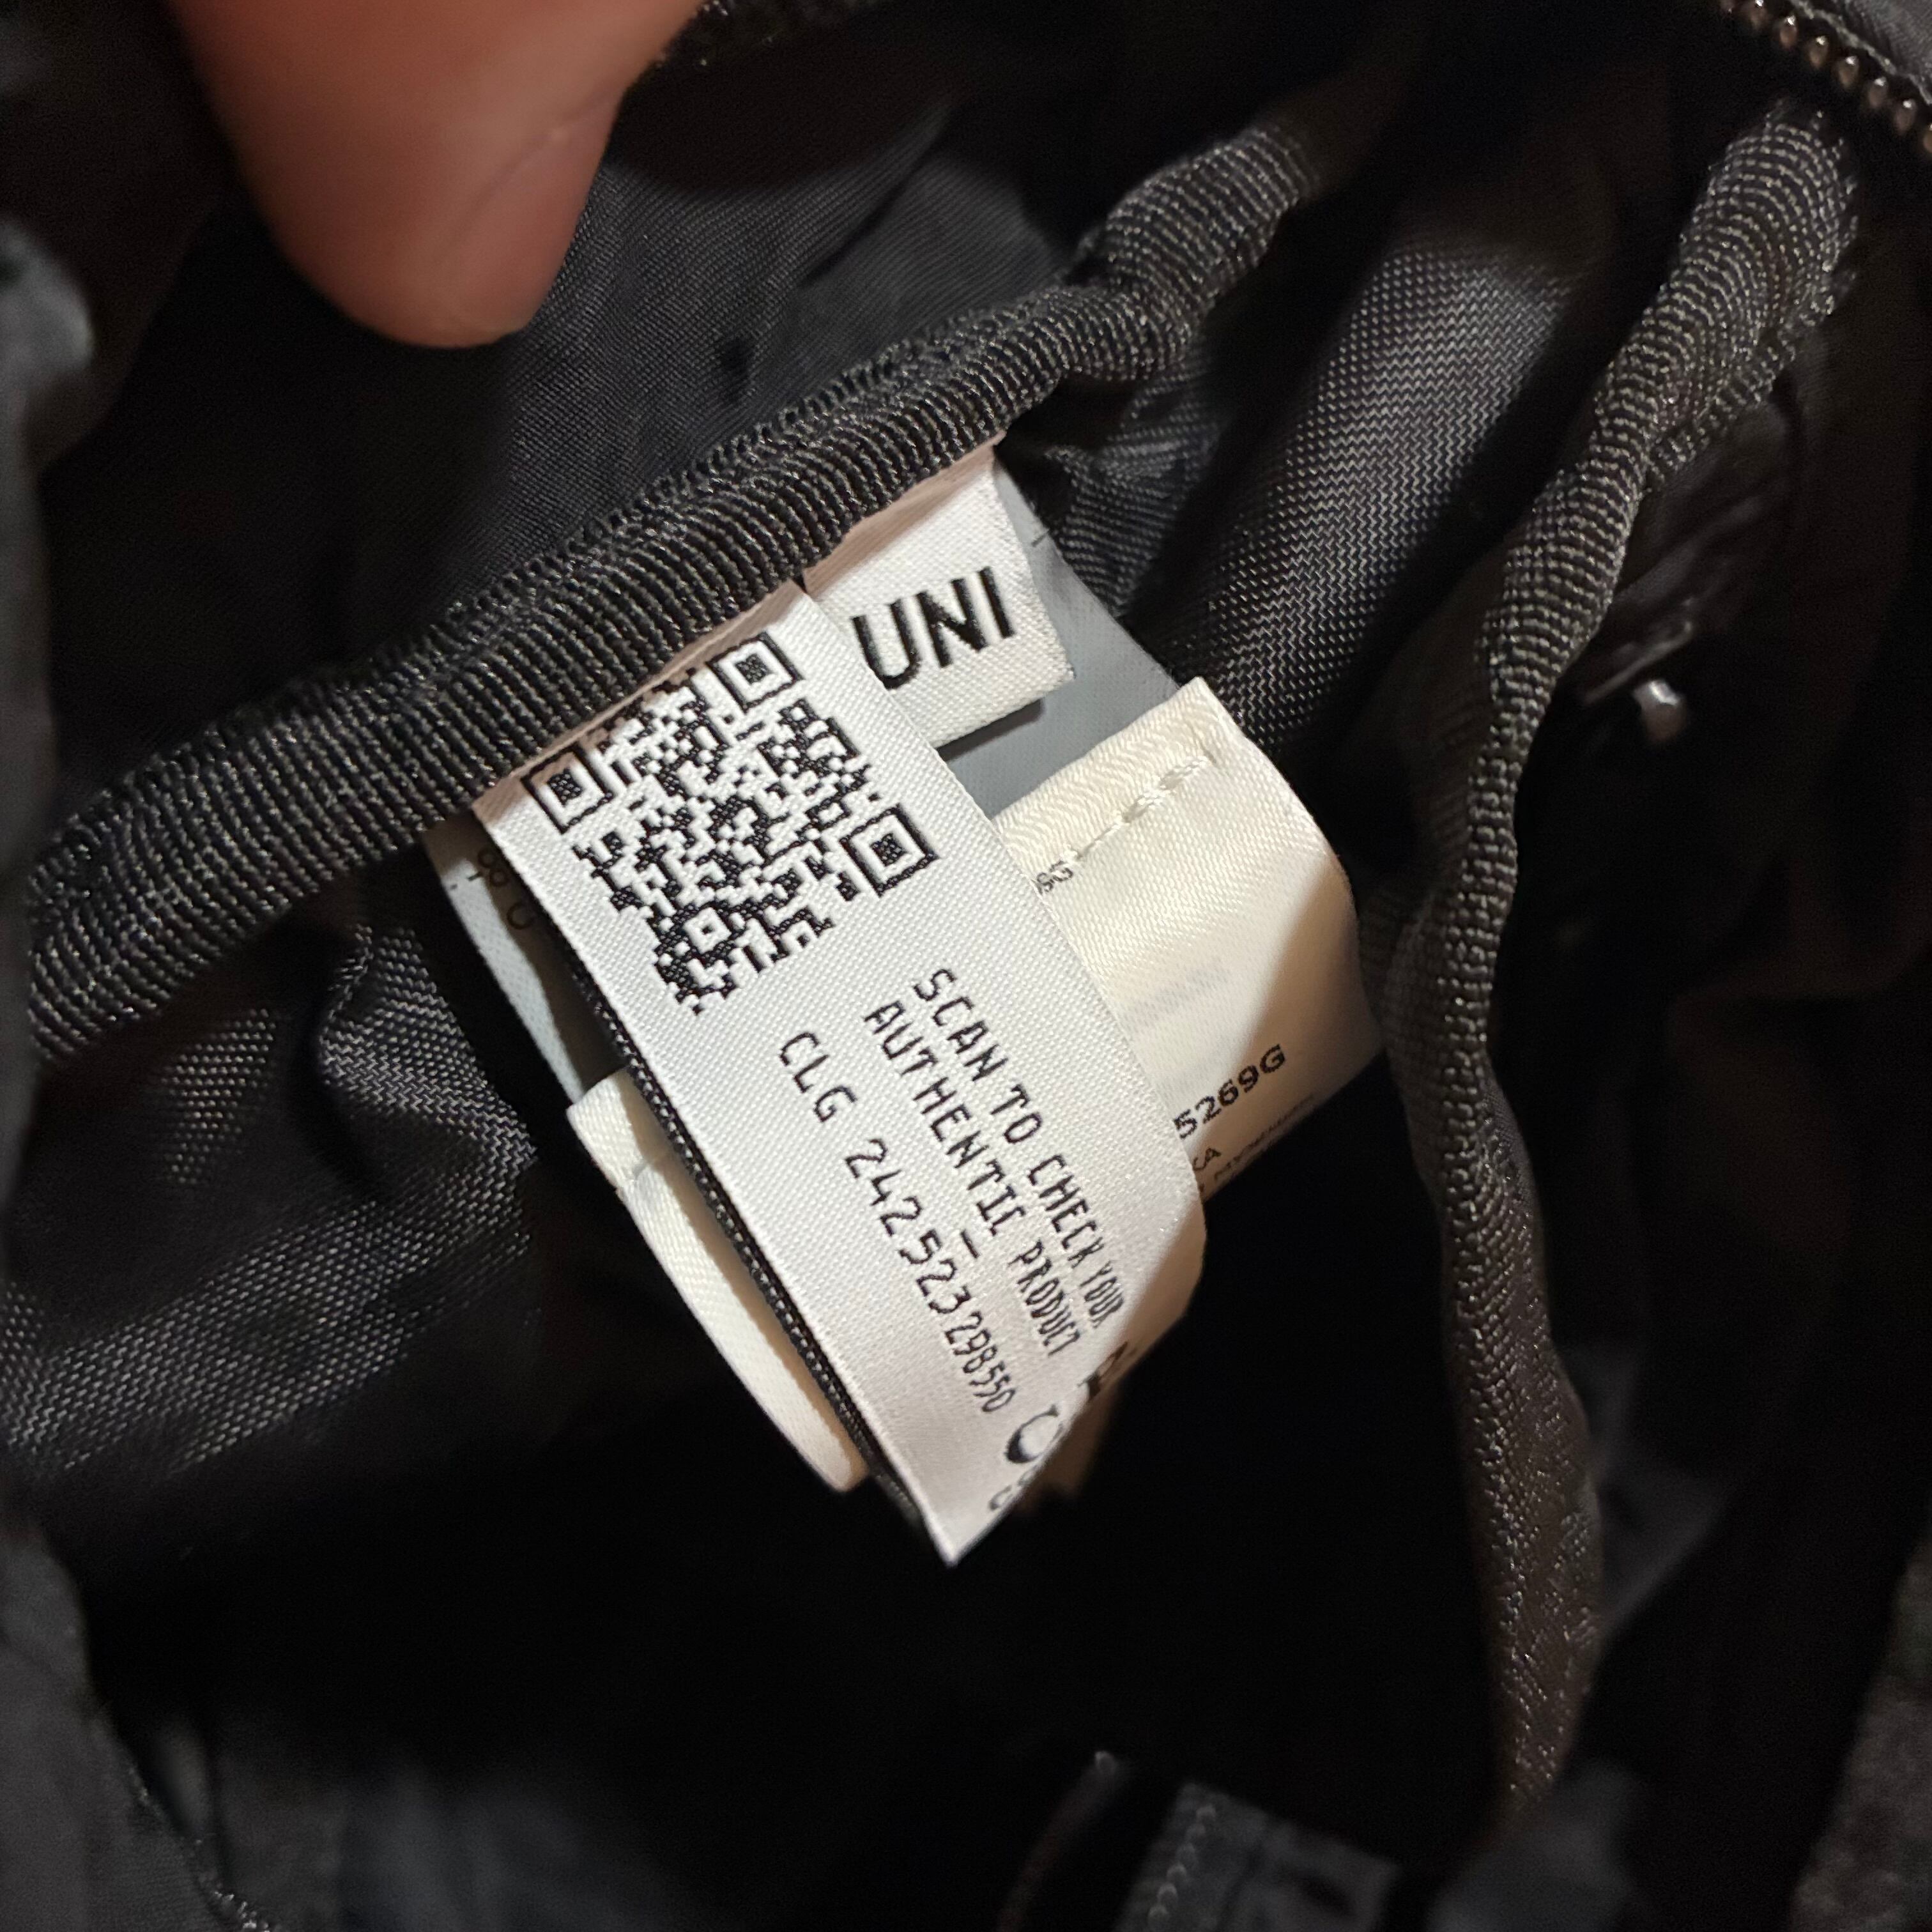 UNI
SCAN TO CHECK YOUR
AUTHENTIC PRODUCT
CLG 242523298550
5269G